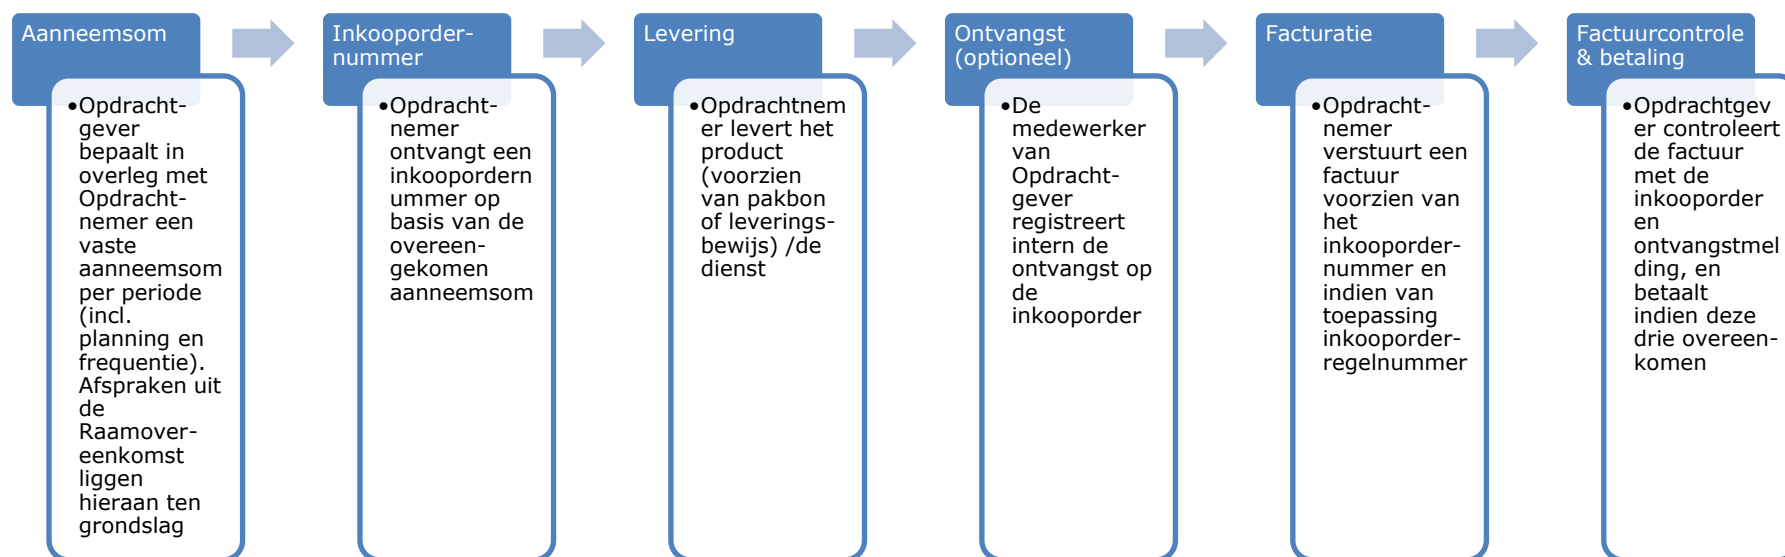 Aanneemsom
•Opdracht-
gever
bepaalt in
overleg met
Opdracht-
nemer een
vaste
aanneemsom
per periode
(incl.
planning en
frequentie).
Afspraken uit
de
Raamover-
eenkomst
liggen
hieraan ten
grondslag
Inkooporder-
nummer
•Opdracht-
nemer
ontvangt een
inkoopordern
ummer op
basis van de
overeen-
gekomen
aanneemsom
Levering
•Opdrachtnem
er levert het
product
(voorzien
van pakbon
of leverings-
bewijs) /de
dienst
Ontvangst
(optioneel)
•De
medewerker
van
Opdracht-
gever
registreert
intern de
ontvangst op
de
inkooporder
Facturatie
•Opdracht-
nemer
verstuurt een
factuur
voorzien van
het
inkooporder-
nummer en
indien van
toepassing
inkooporder-
regelnummer
Factuurcontrole
& betaling
•Opdrachtgev
er controleert
de factuur
met de
inkooporder
en
ontvangstmel
ding, en
betaalt
indien deze
drie overeen-
komen